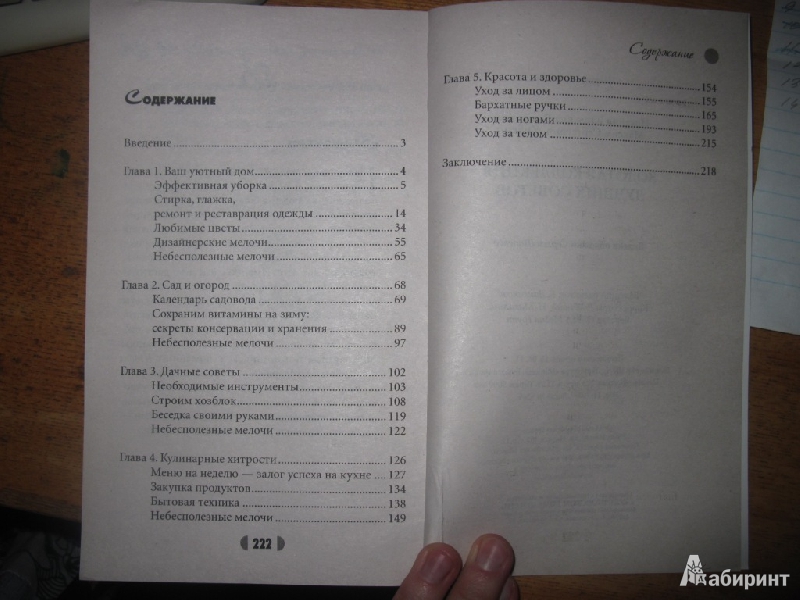 Содержание
Введение 3
Глава 1. Ваш уютный дом 4
Эффективная уборка 5
Стирка, глажка,
ремонт и реставрация одежды 14
Любимые цветы 34
Дизайнерские мелочи 55
Небесполезные мелочи 65
Глава 2. Сад и огород 68
Календарь садовода 69
Сохраним витамины на зиму:
секреты консервации и хранения 89
Небесполезные мелочи 97
Глава 3. Дачные советы 102
Необходимые инструменты 103
Строим хозблок 108
Беседка своими руками 119
Небесполезные мелочи 122
Глава 4. Кулинарные хитрости 126
Меню на неделю — залог успеха на кухне 127
Закупка продуктов 134
Бытовая техника 138
Небесполезные мелочи 149
222
Содержание
Глава 5. Красота и здоровье 154
Уход за лицом 155
Бархатные ручки 165
Уход за ногами 193
Уход за телом 215
Заключение 218
Лабиринт